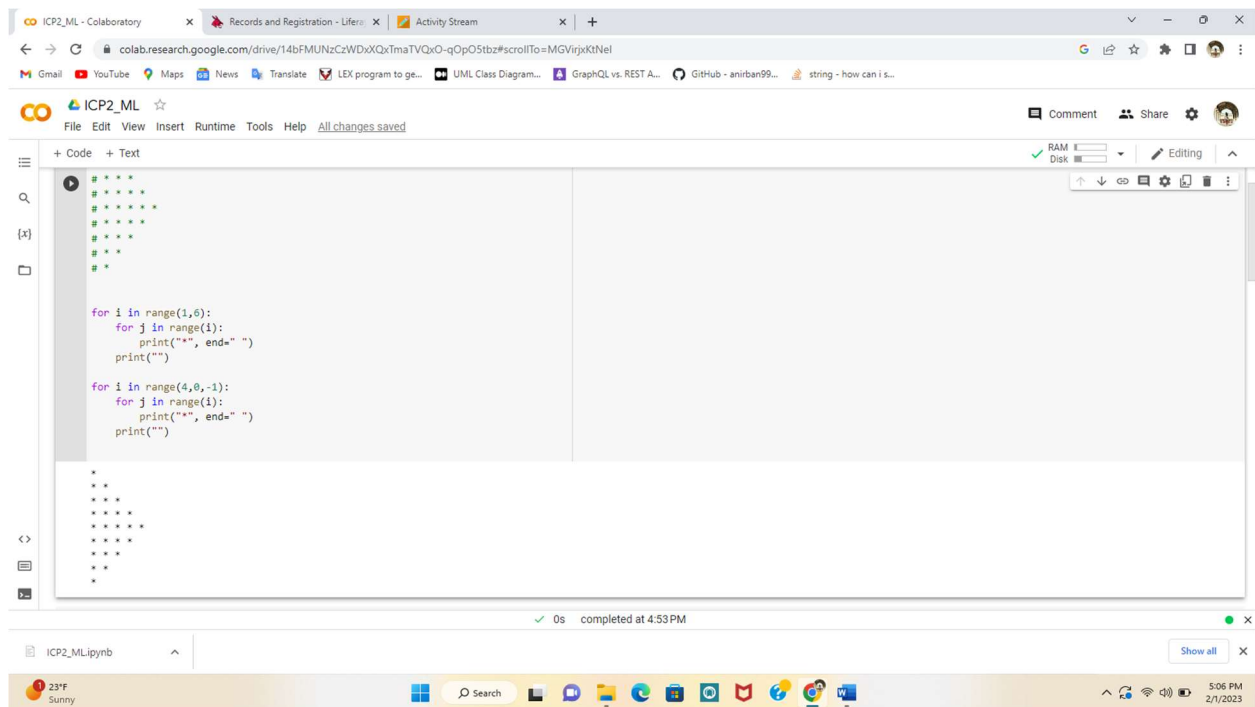 ICP2_ML - Colaboratory
Records and Registration - Lifera
Activity Stream
colab.research.google.com/drive/14bFMUNzCzWDxXQxTmaTVQxO-qOpO5tbz#scrollTo=MGVirjxKtNeI
Gmail YouTube Maps News Translate LEX program to ge... UML Class Diagram... GraphQL vs. REST A... GitHub - anirban99... string - how can i s...
ICP2_ML
Comment Share
File Edit View Insert Runtime Tools Help All changes saved
+ Code + Text
RAM
Disk
Editing
# * * * *
# * * * * *
# * * * * * *
# * * * * *
# * * * *
# * *
# *
for i in range(1,6):
    for j in range(i):
        print("*", end=" ")
    print("")
for i in range(4,0,-1):
    for j in range(i):
        print("*", end=" ")
    print("")
*
* *
* * *
* * * *
* * * * *
* * * *
* * *
* *
*
0s completed at 4:53 PM
ICP2_ML.ipynb
Show all
1
23°F
Sunny
Search
5:06 PM
2/1/2023